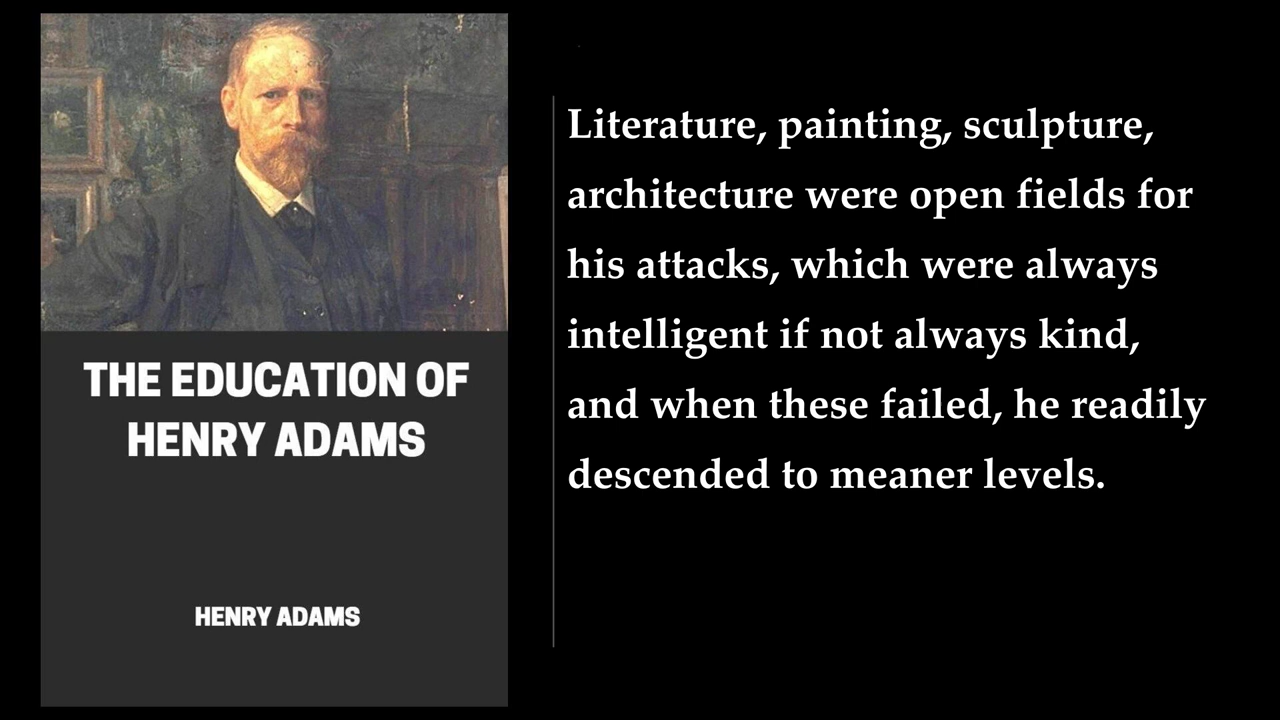 THE EDUCATION OF
HENRY ADAMS
HENRY ADAMS
Literature, painting, sculpture,
architecture were open fields for
his attacks, which were always
intelligent if not always kind,
and when these failed, he readily
descended to meaner levels.